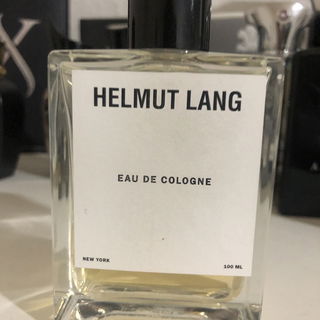 HELMUT LANG
EAU DE COLOGNE
NEW YORK 100 ML